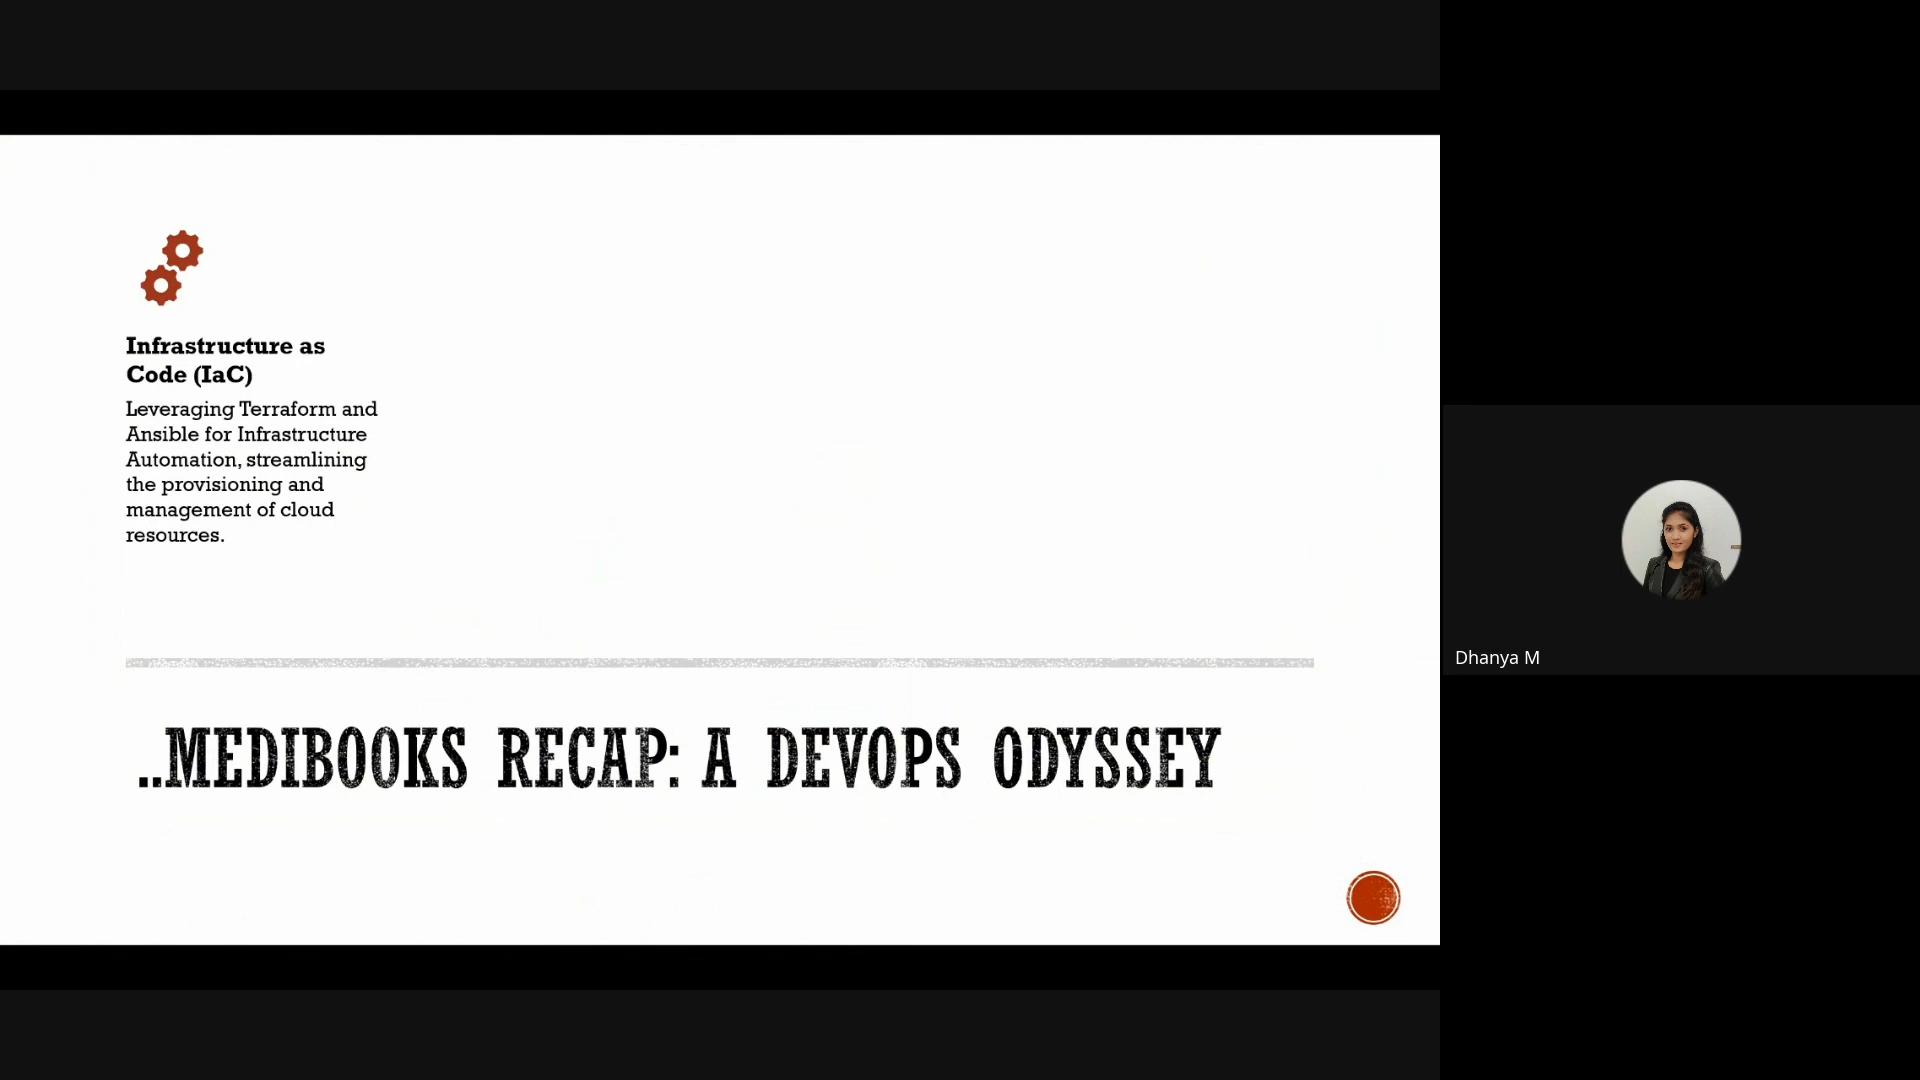 Infrastructure as
Code (IaC)
Leveraging Terraform and
Ansible for Infrastructure
Automation, streamlining
the provisioning and
management of cloud
resources.
..MEDIBOOKS RECAP: A DEVOPS ODYSSEY
Dhanya M